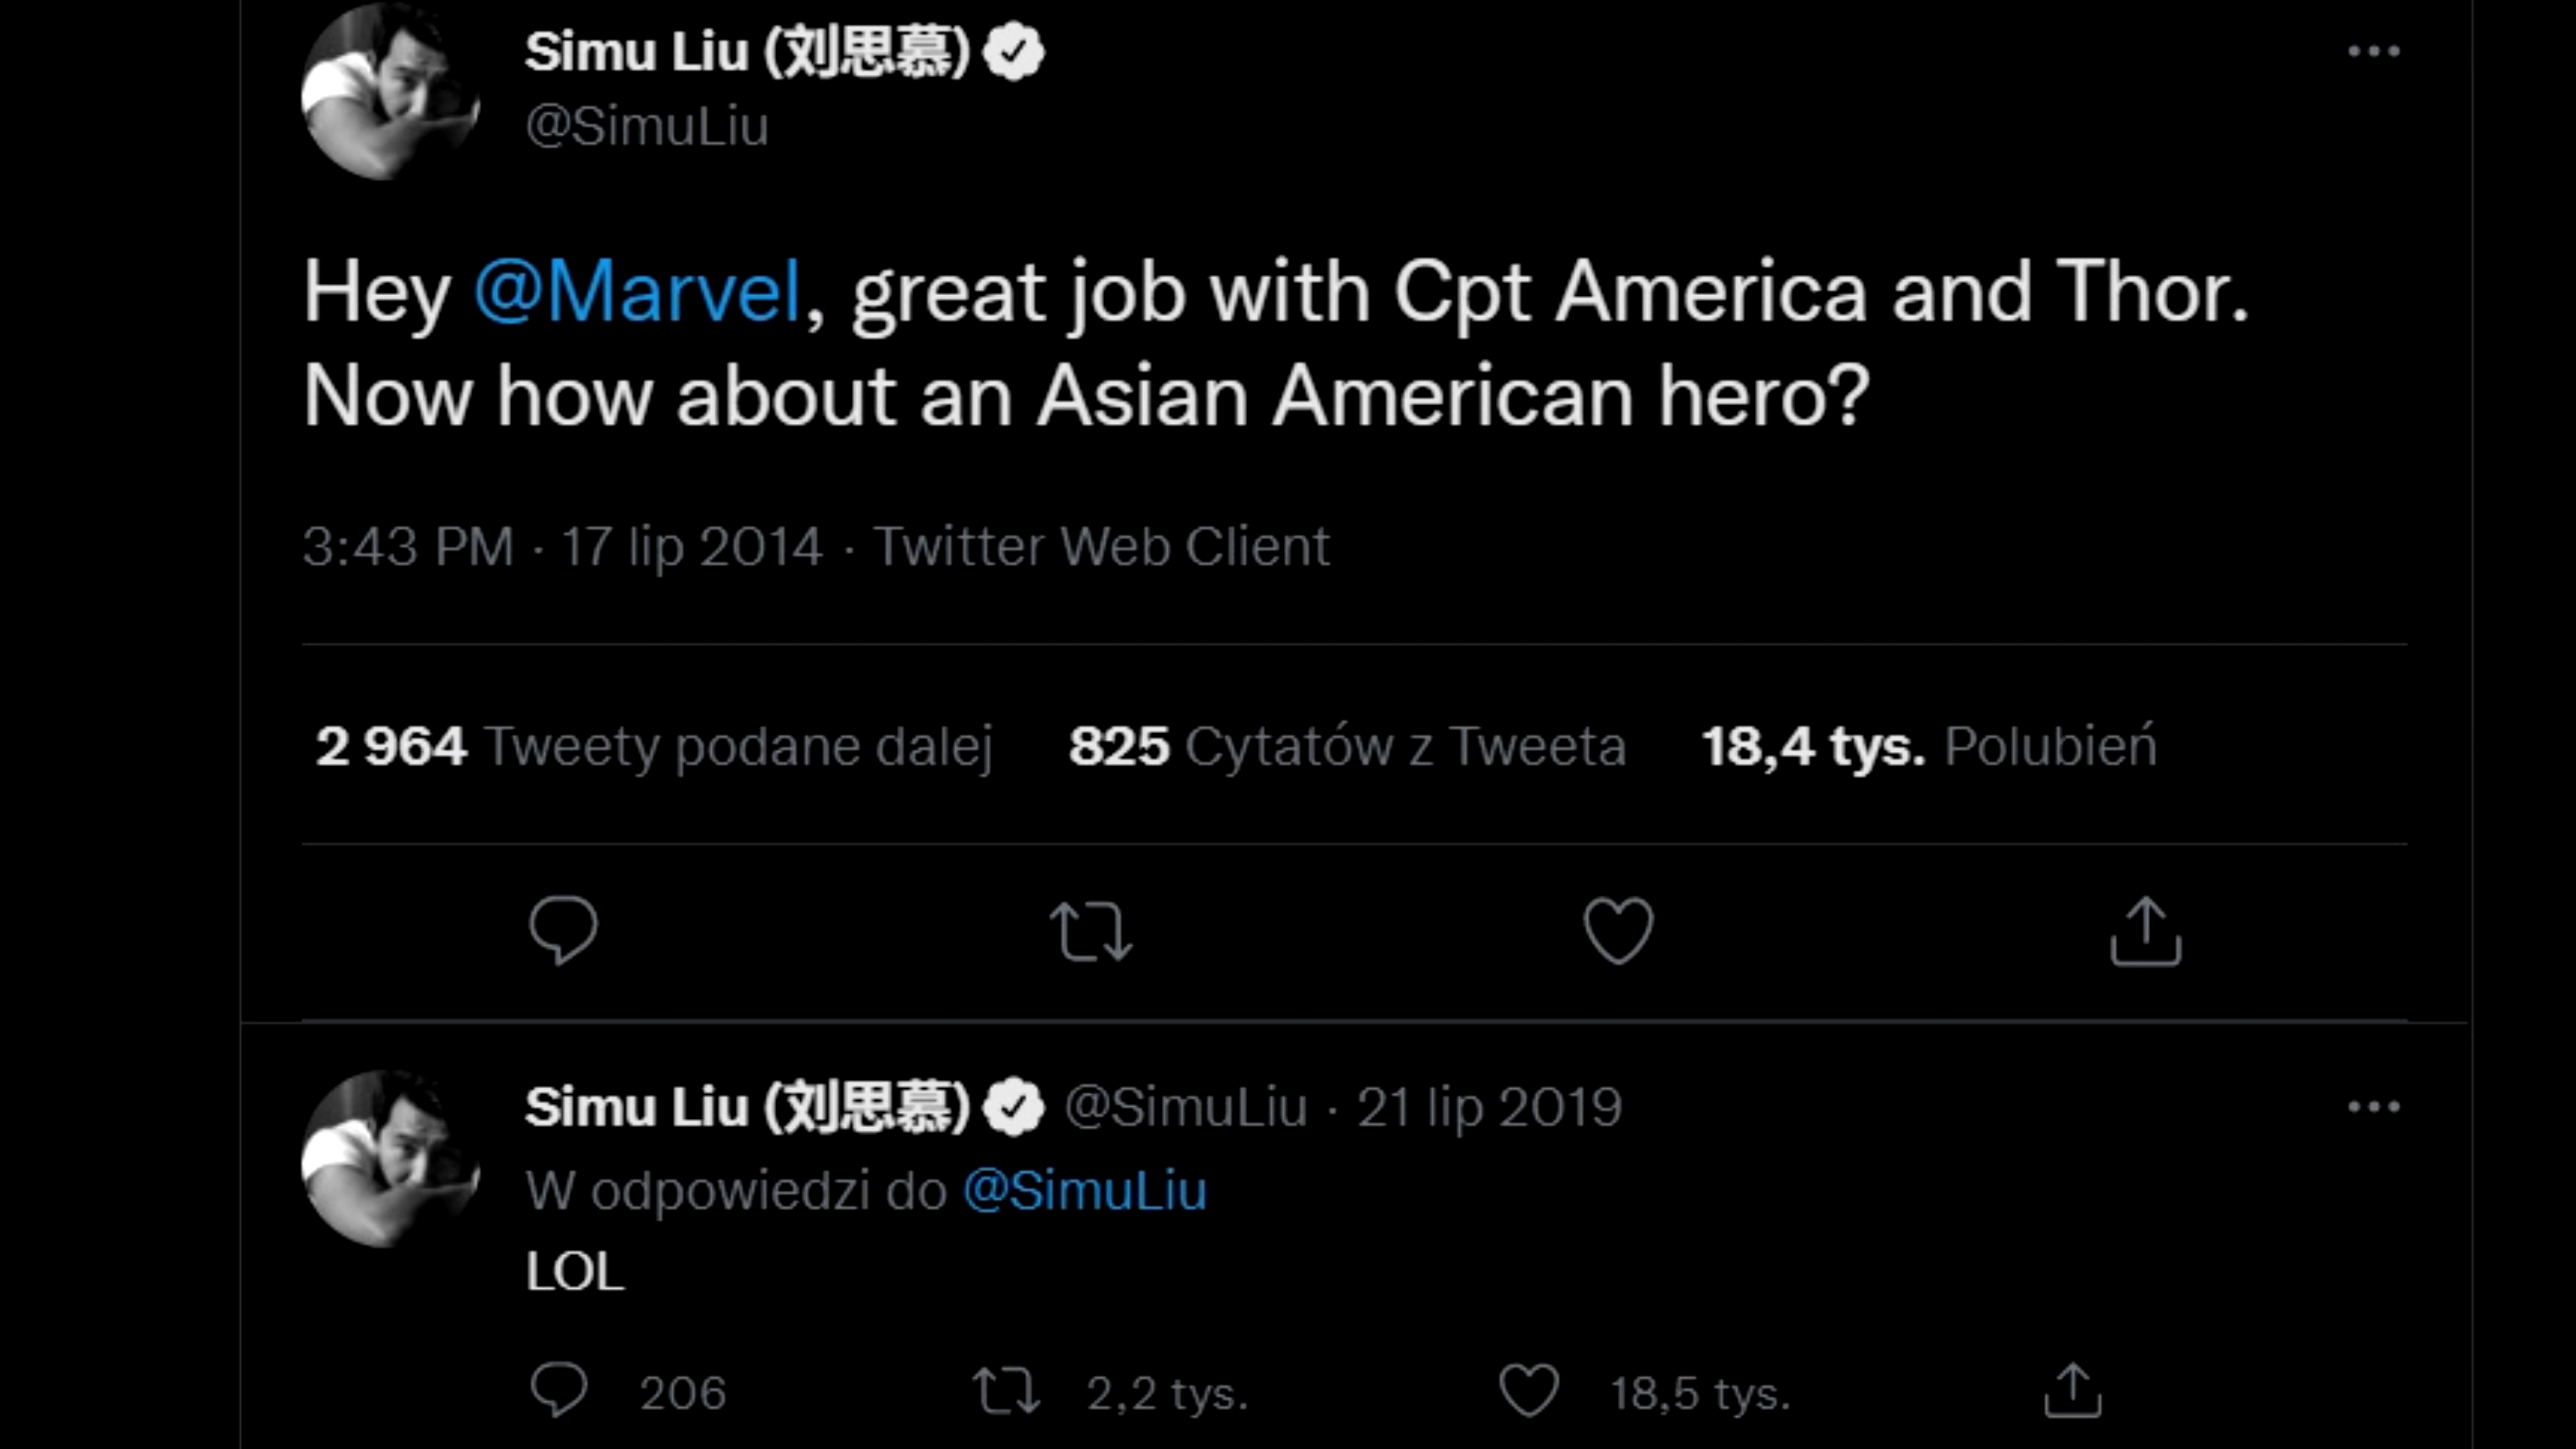 Simu Liu (刘思慕)
@SimuLiu
Hey @Marvel, great job with Cpt America and Thor.
Now how about an Asian American hero?
3:43 PM · 17 lip 2014 · Twitter Web Client
2 964 Tweety podane dalej 825 Cytatów z Tweeta 18,4 tys. Polubień
Simu Liu (刘思慕) @SimuLiu · 21 lip 2019
W odpowiedzi do @SimuLiu
LOL
206 2,2 tys. 18,5 tys.